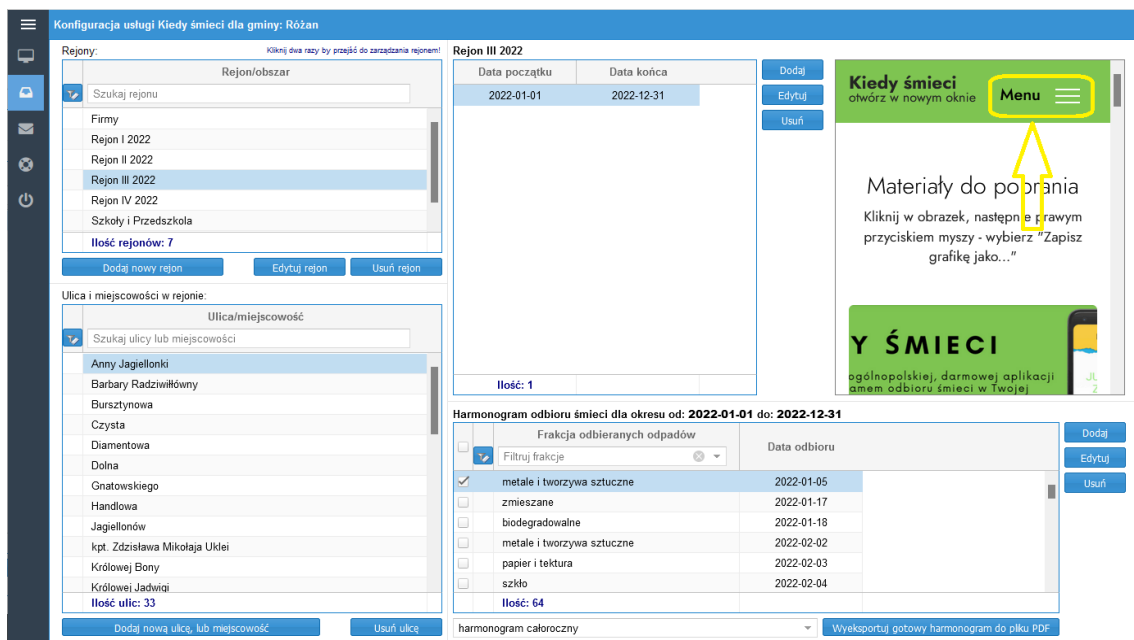 Konfiguracja usługi Kiedy śmieci dla gminy: Różan
Rejony:
Kliknij dwa razy by przejść do zarządzania rejonem!
Rejon/obszar
Szukaj rejonu
Firmy
Rejon I 2022
Rejon II 2022
Rejon III 2022
Rejon IV 2022
Szkoły i Przedszkola
Ilość rejonów: 7
Dodaj nowy rejon
Edytuj rejon
Usuń rejon
Ulica i miejscowości w rejonie:
Ulica/miejscowość
Szukaj ulicy lub miejscowości
Anny Jagiellonki
Barbary Radziwiłłówny
Bursztynowa
Czysta
Diamentowa
Dolna
Gnatowskiego
Handlowa
Jagiellonów
kpt. Zdzisława Mikołaja Uklei
Królowej Bony
Królowej Jadwigi
Ilość ulic: 33
Dodaj nową ulicę, lub miejscowość
Usuń ulicę
Rejon III 2022
Data początku Data końca
2022-01-01 2022-12-31
Ilość: 1
Dodaj
Edytuj
Usuń
Kiedy śmieci
otwórz w nowym oknie
Menu
Materiały do pobrania
Kliknij w obrazek, następnie prawym
przyciskiem myszy - wybierz "Zapisz
grafikę jako..."
Y ŚMIECI
ogólnopolskiej, darmowej aplikacji
amem odbioru śmieci w Twojej
JU
2
Harmonogram odbioru śmieci dla okresu od: 2022-01-01 do: 2022-12-31
Frakcja odbieranych odpadów
Data odbioru
Filtruj frakcje
metale i tworzywa sztuczne 2022-01-05
zmieszane 2022-01-17
biodegradowalne 2022-01-18
metale i tworzywa sztuczne 2022-02-02
papier i tektura 2022-02-03
szkło 2022-02-04
Ilość: 64
Dodaj
Edytuj
Usuń
harmonogram całoroczny
Wyeksportuj gotowy harmonogram do pliku PDF